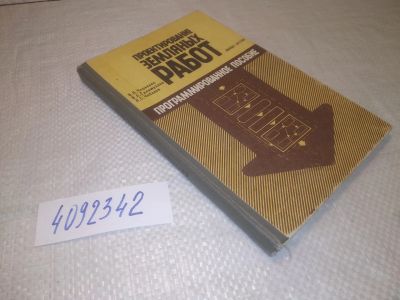 ПРОЕКТИРОВАНИЕ
ЗЕМЛЯНЫХ
РАБОТ
ПРОГРАММИРОВАННОЕ ПОСОБИЕ
4092342